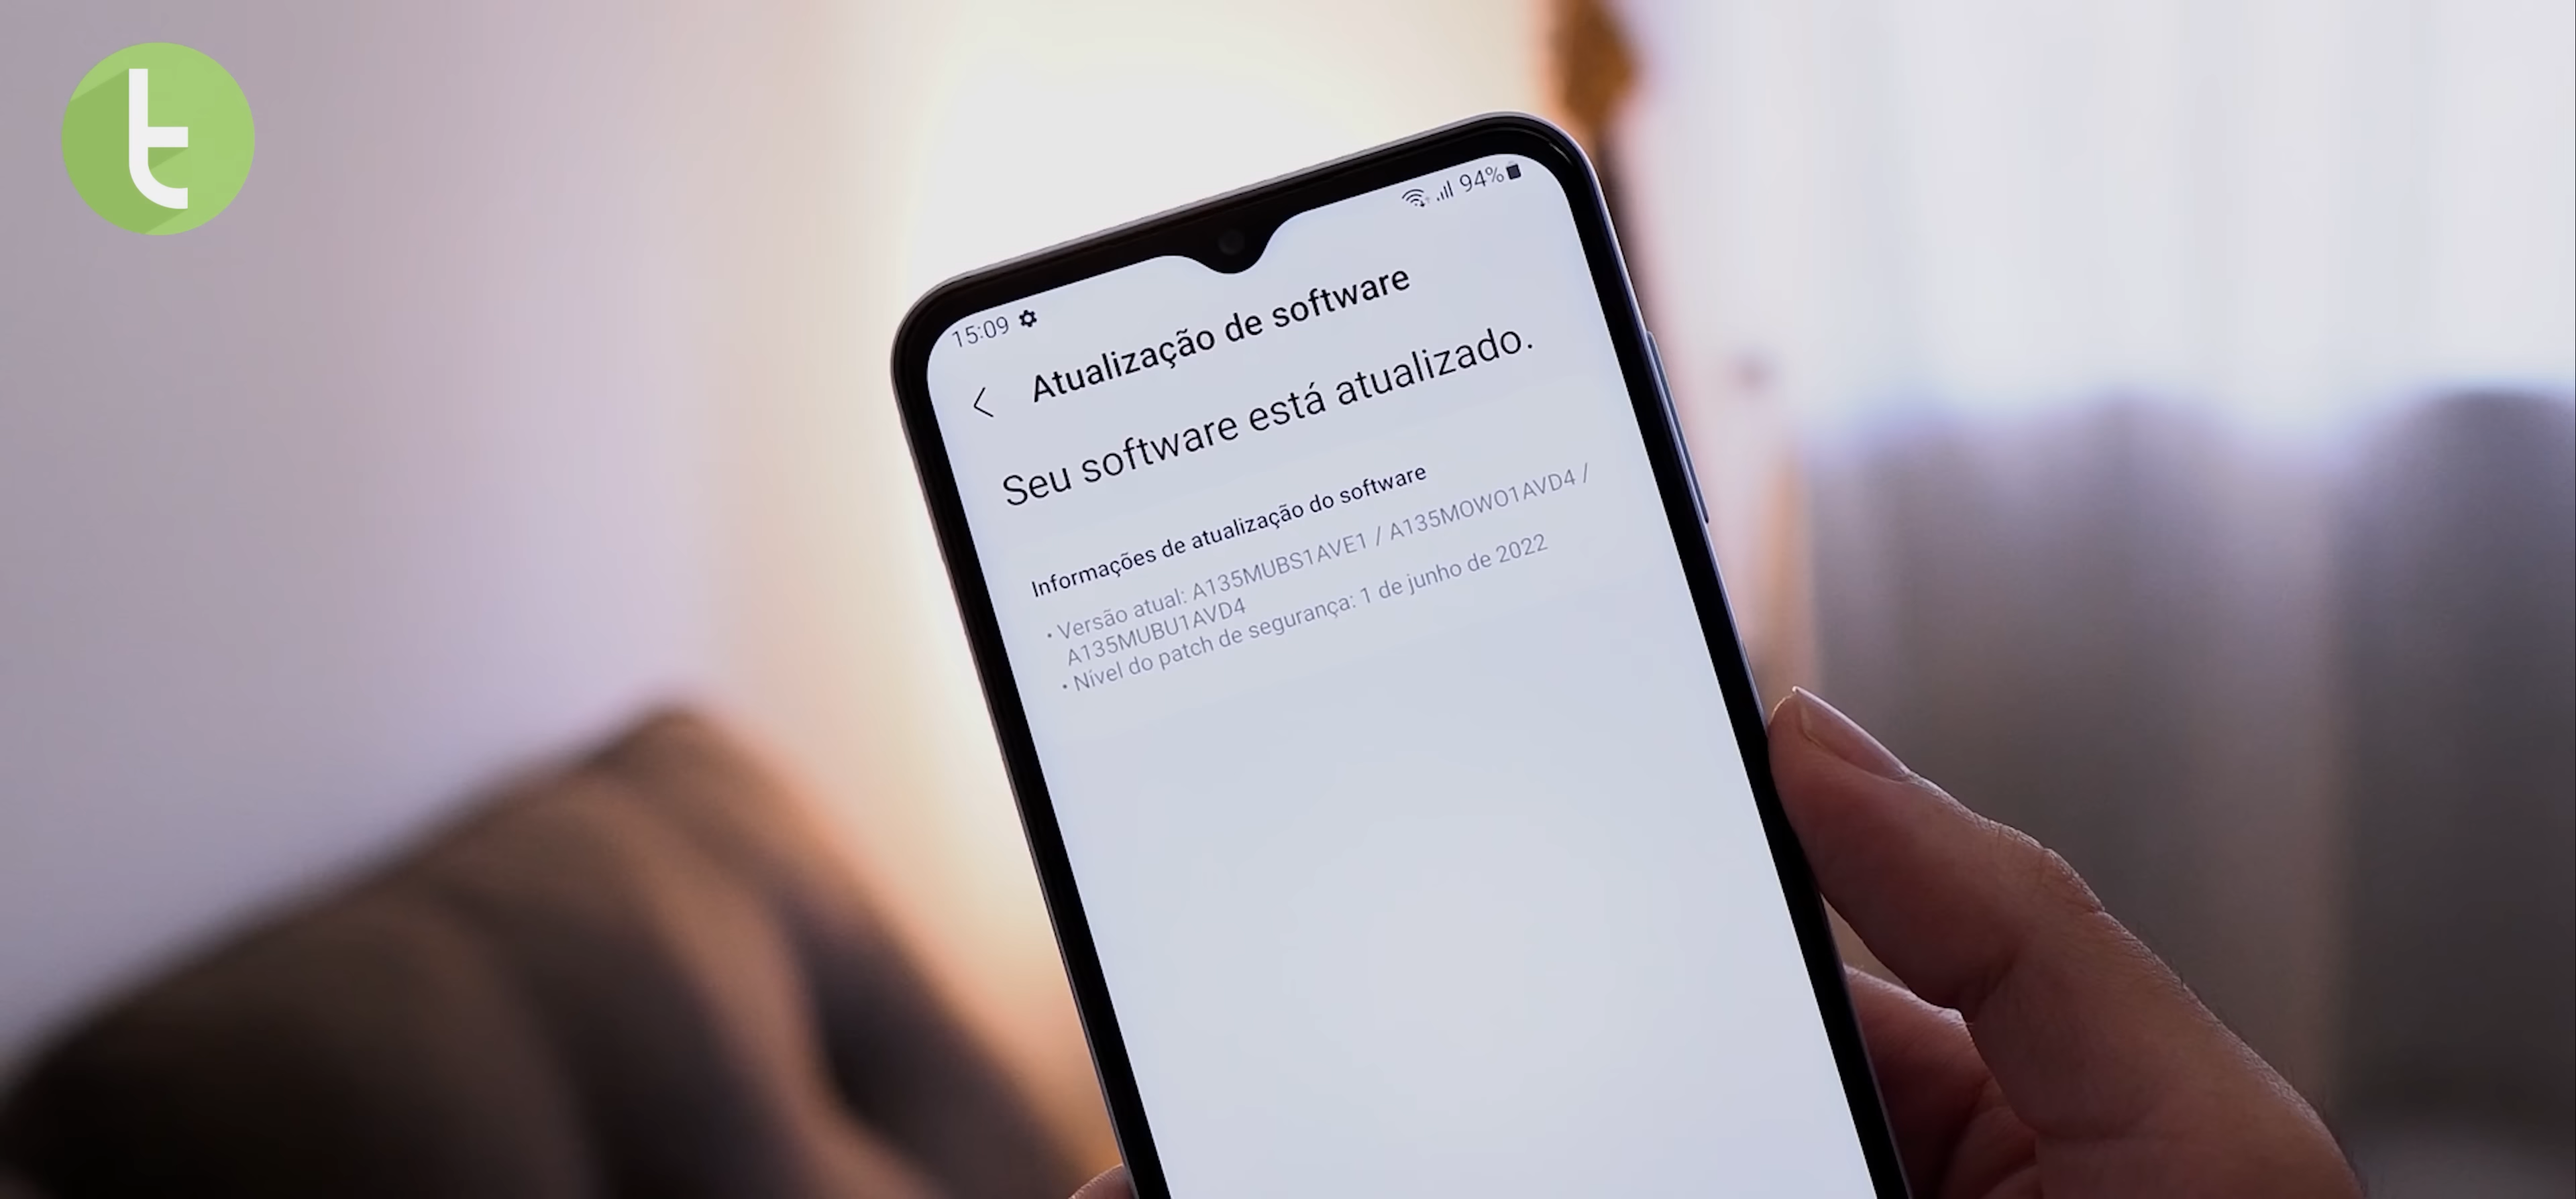 t
15:09
94%
Atualização de software
Seu software está atualizado.
Informações de atualização do software
• Versão atual: A135MUBS1AVE1 / A135MOWO1AVD4 /
A135MUBU1AVD4
• Nível do patch de segurança: 1 de junho de 2022